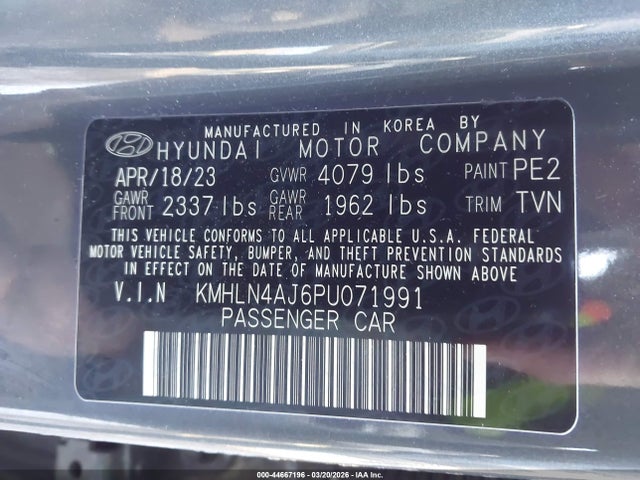 MANUFACTURED IN KOREA BY
HYUNDAI MOTOR COMPANY
APR/18/23 GVWR 4079 lbs PAINT PE2
GAWR FRONT 2337 lbs GAWR REAR 1962 lbs TRIM TVN
THIS VEHICLE CONFORMS TO ALL APPLICABLE U.S.A. FEDERAL
MOTOR VEHICLE SAFETY, BUMPER, AND THEFT PREVENTION STANDARDS
IN EFFECT ON THE DATE OF MANUFACTURE SHOWN ABOVE
V.I.N KMHLN4AJ6PU071991
PASSENGER CAR
000-44667196 | 03/20/2026 | IAA Inc.